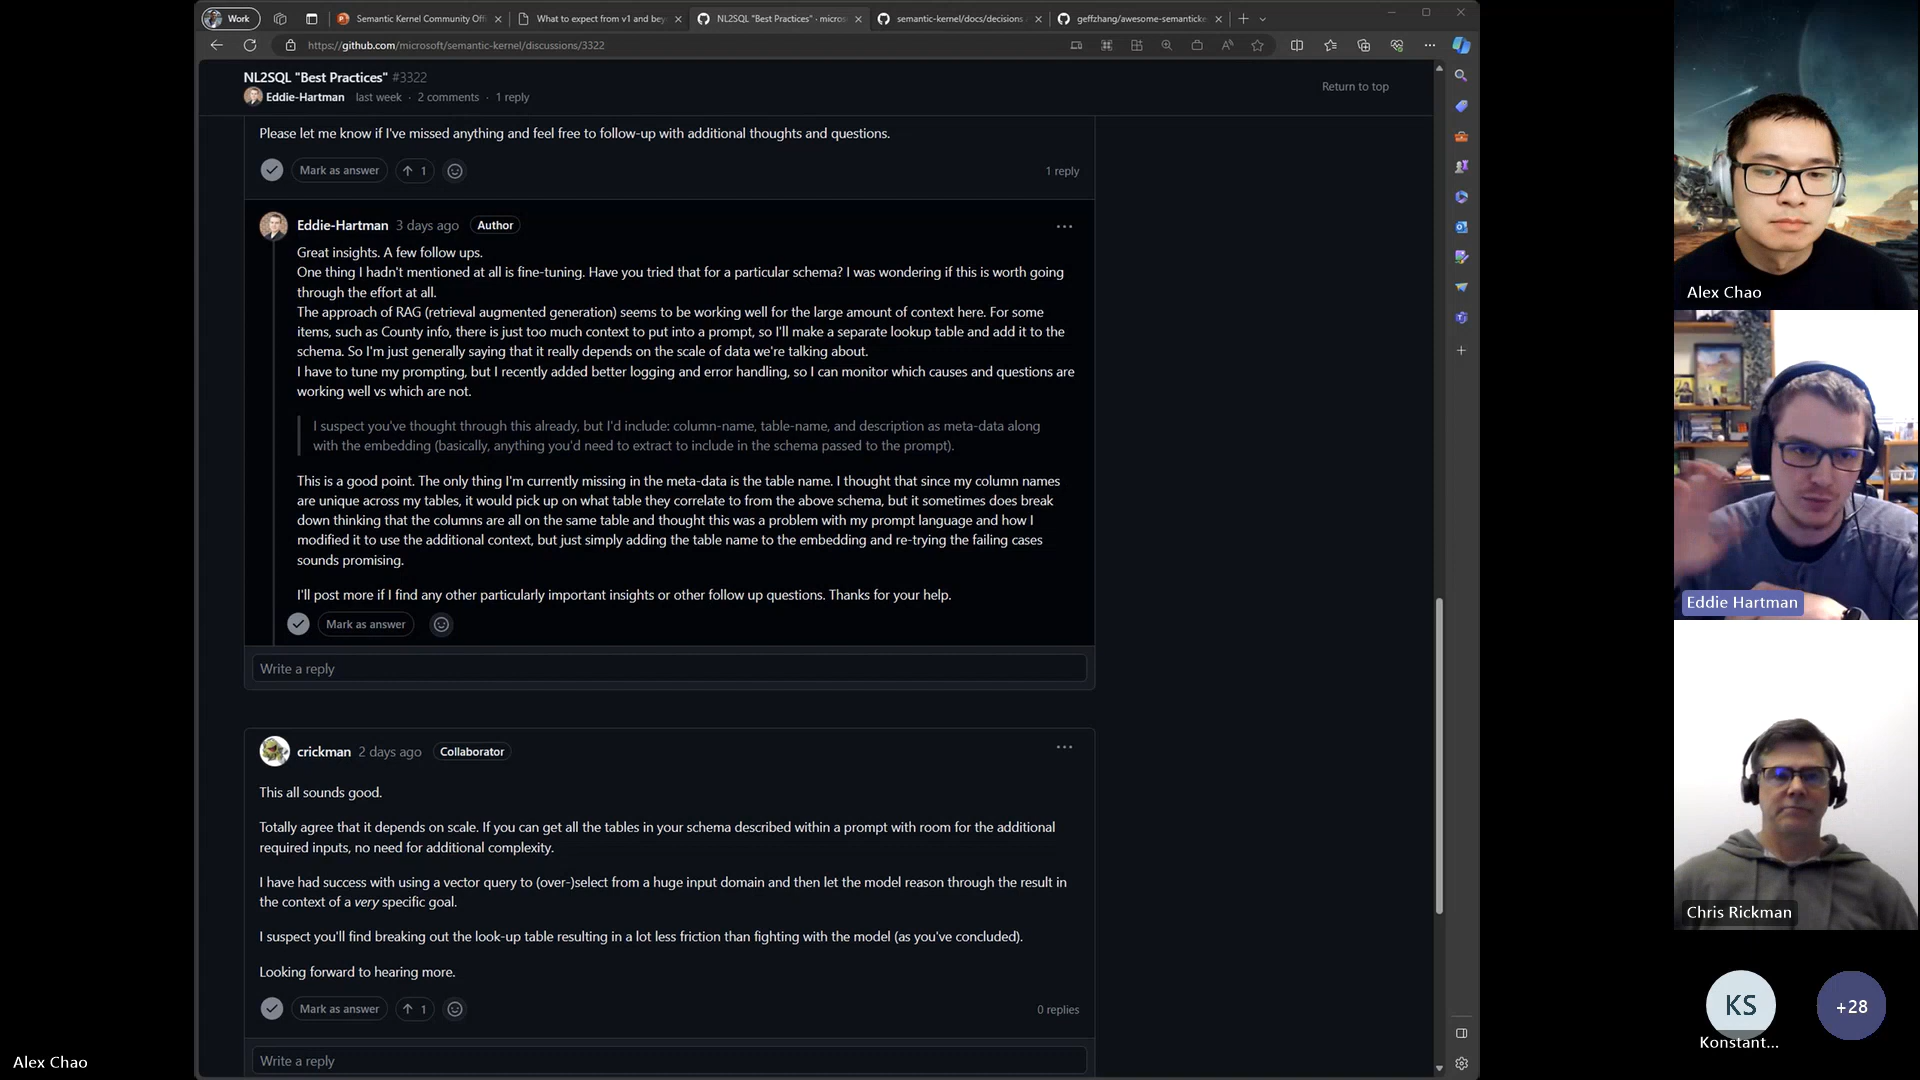 Work
Semantic Kernel Community Offi
What to expect from v1 and bey
NL2SQL "Best Practices" · micros
semantic-kernel/docs/decisions
geffzhang/awesome-semanticke
https://github.com/microsoft/semantic-kernel/discussions/3322
NL2SQL "Best Practices" #3322
Eddie-Hartman last week · 2 comments · 1 reply
Return to top
Please let me know if I've missed anything and feel free to follow-up with additional thoughts and questions.
Mark as answer
1
1 reply
Eddie-Hartman 3 days ago Author
Great insights. A few follow ups.
One thing I hadn't mentioned at all is fine-tuning. Have you tried that for a particular schema? I was wondering if this is worth going
through the effort at all.
The approach of RAG (retrieval augmented generation) seems to be working well for the large amount of context here. For some
items, such as County info, there is just too much context to put into a prompt, so I'll make a separate lookup table and add it to the
schema. So I'm just generally saying that it really depends on the scale of data we're talking about.
I have to tune my prompting, but I recently added better logging and error handling, so I can monitor which causes and questions are
working well vs which are not.
I suspect you've thought through this already, but I'd include: column-name, table-name, and description as meta-data along
with the embedding (basically, anything you'd need to extract to include in the schema passed to the prompt).
This is a good point. The only thing I'm currently missing in the meta-data is the table name. I thought that since my column names
are unique across my tables, it would pick up on what table they correlate to from the above schema, but it sometimes does break
down thinking that the columns are all on the same table and thought this was a problem with my prompt language and how I
modified it to use the additional context, but just simply adding the table name to the embedding and re-trying the failing cases
sounds promising.
I'll post more if I find any other particularly important insights or other follow up questions. Thanks for your help.
Mark as answer
Write a reply
crickman 2 days ago Collaborator
This all sounds good.
Totally agree that it depends on scale. If you can get all the tables in your schema described within a prompt with room for the additional
required inputs, no need for additional complexity.
I have had success with using a vector query to (over-)select from a huge input domain and then let the model reason through the result in
the context of a very specific goal.
I suspect you'll find breaking out the look-up table resulting in a lot less friction than fighting with the model (as you've concluded).
Looking forward to hearing more.
Mark as answer
1
0 replies
Write a reply
Alex Chao
Eddie Hartman
Chris Rickman
KS
+28
Konstant...
Alex Chao